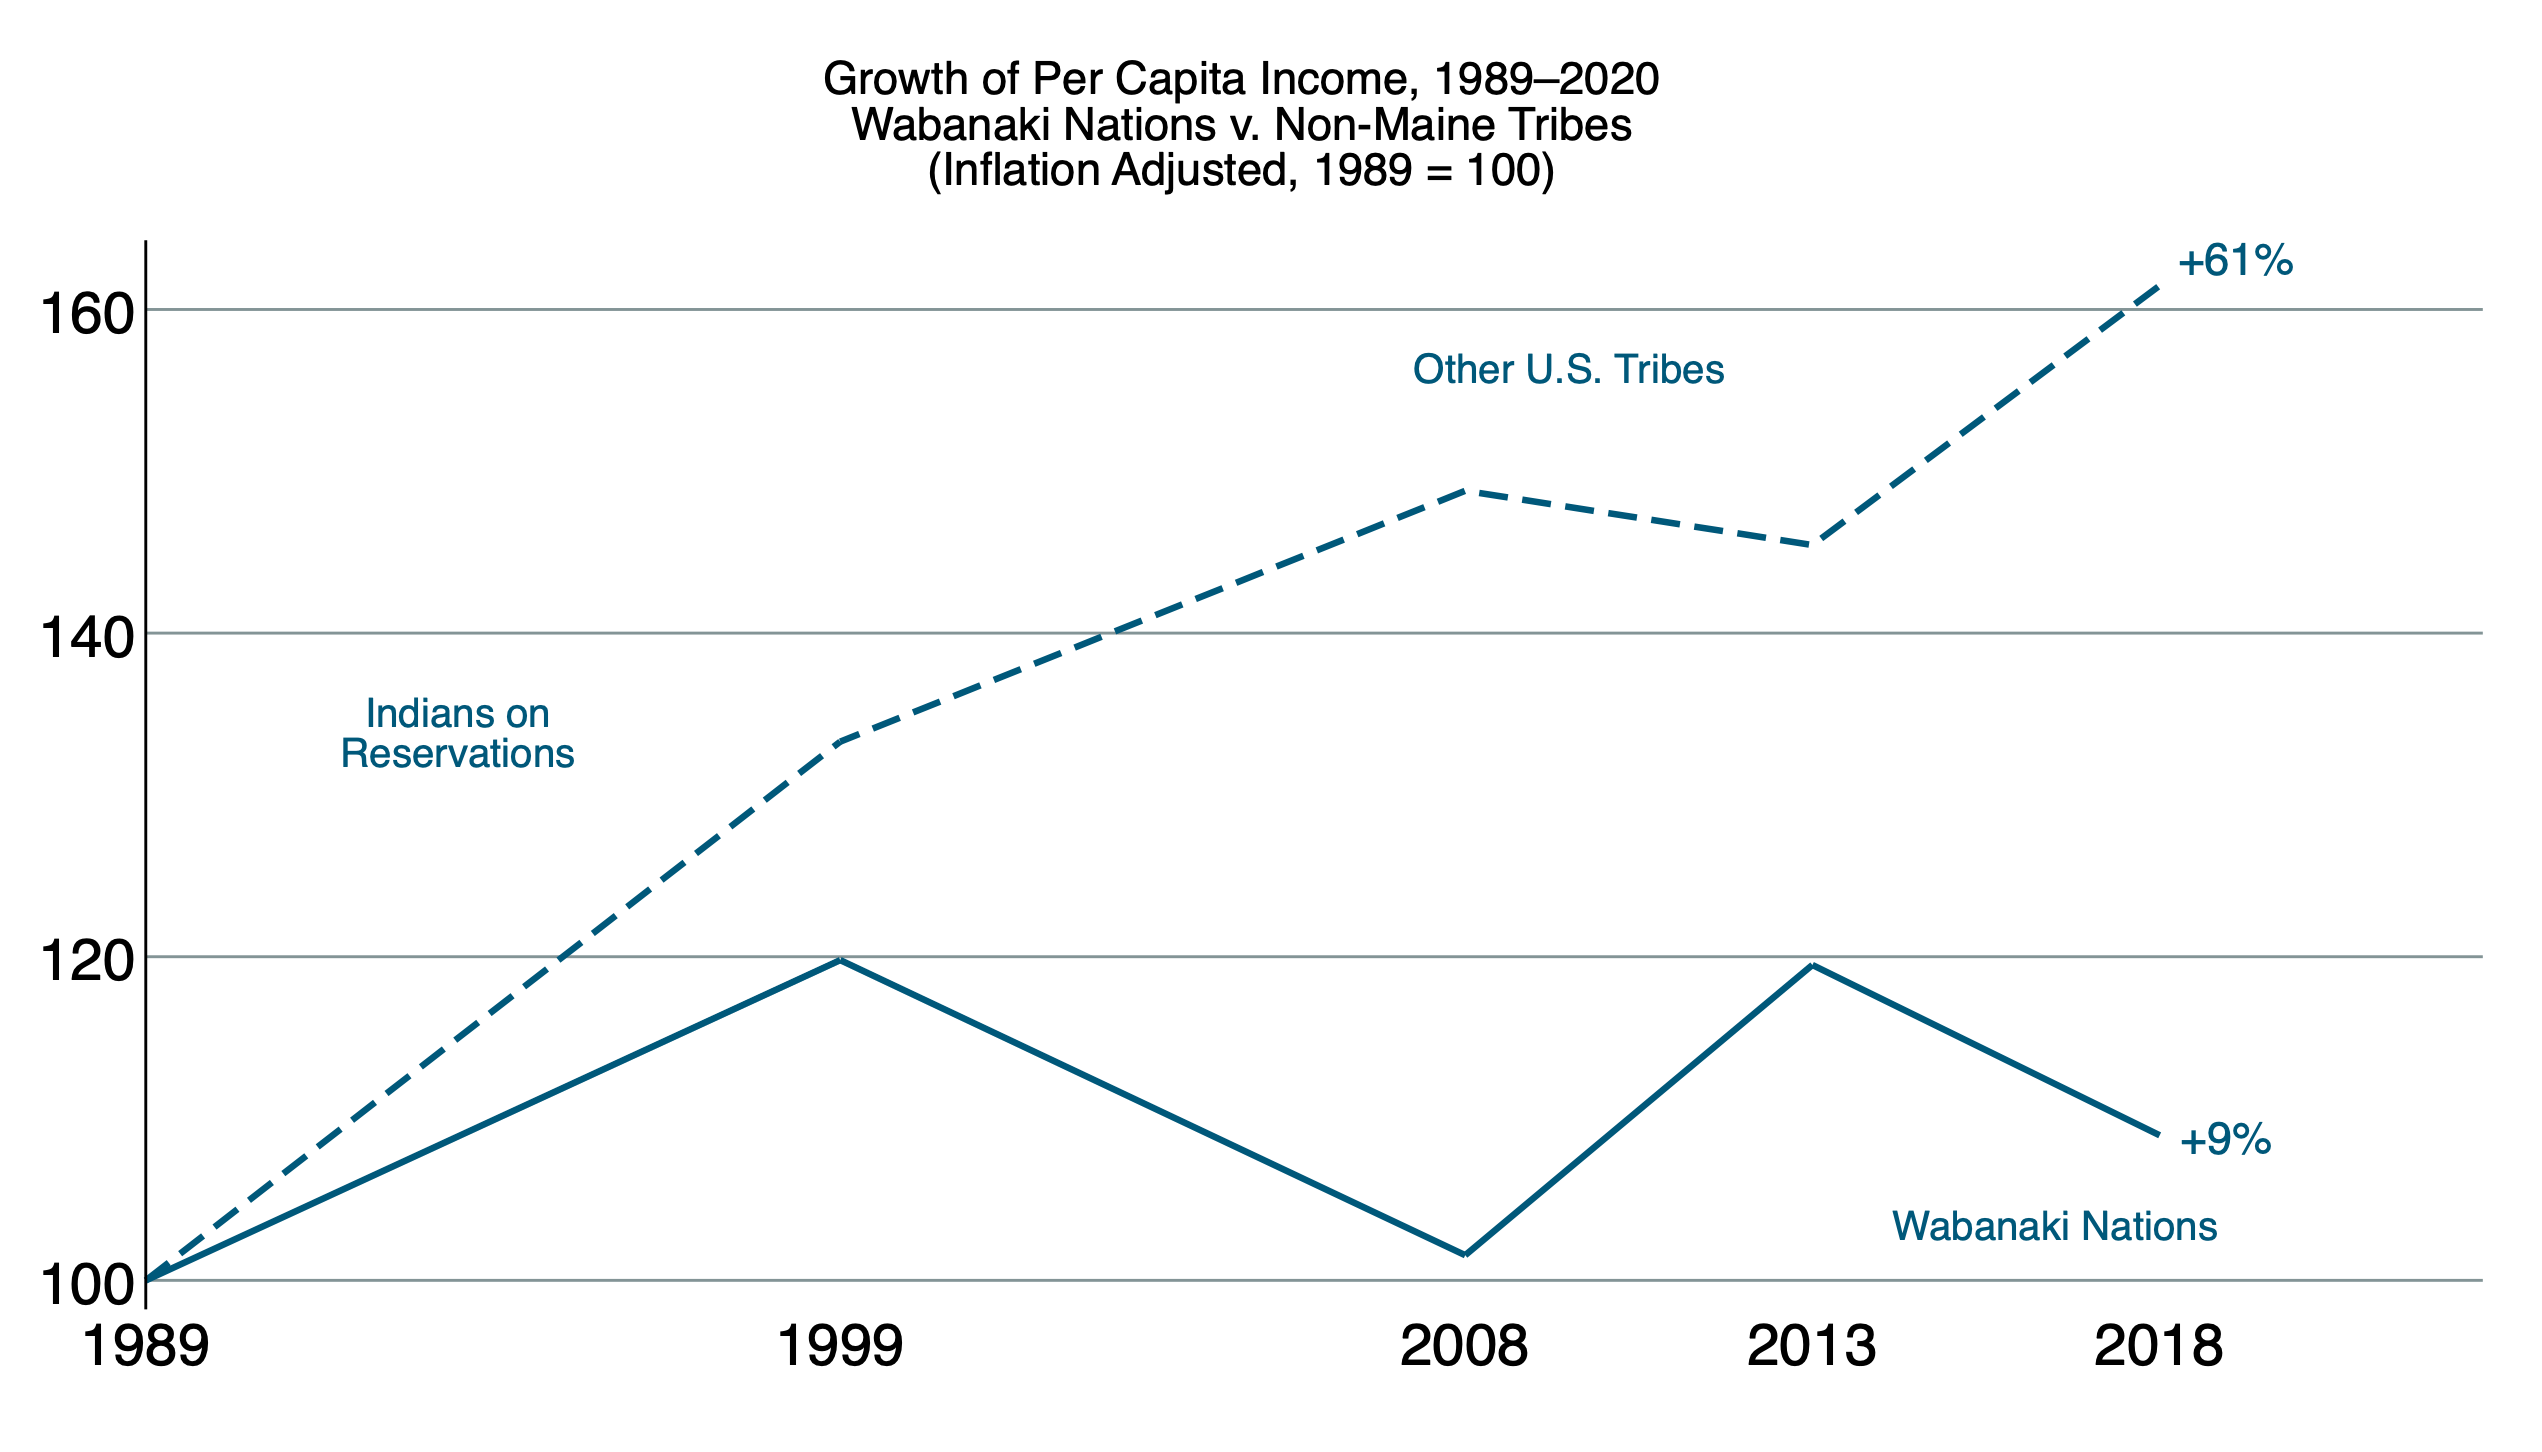 Growth of Per Capita Income, 1989–2020
Wabanaki Nations v. Non-Maine Tribes
(Inflation Adjusted, 1989 = 100)
+61%
160
Other U.S. Tribes
140
Indians on
Reservations
120
+9%
Wabanaki Nations
100
1989 1999 2008 2013 2018